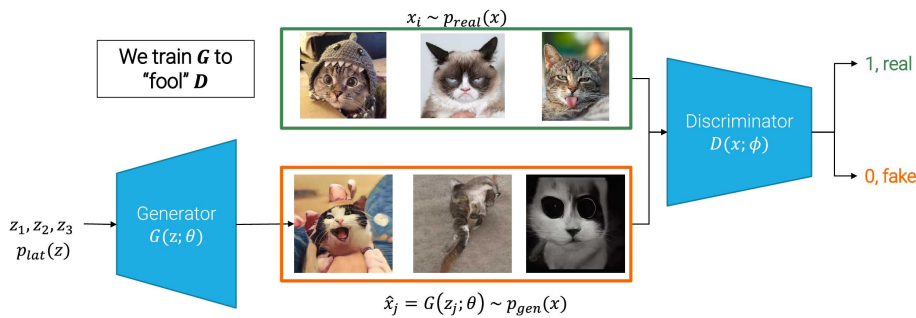 x_i ~ p_real(x)
We train G to
“fool” D
1, real
Discriminator
D(x; ϕ)
0, fake
Generator
G(z; θ)
z_1, z_2, z_3
p_lat(z)
x̂_j = G(z_j; θ) ~ p_gen(x)